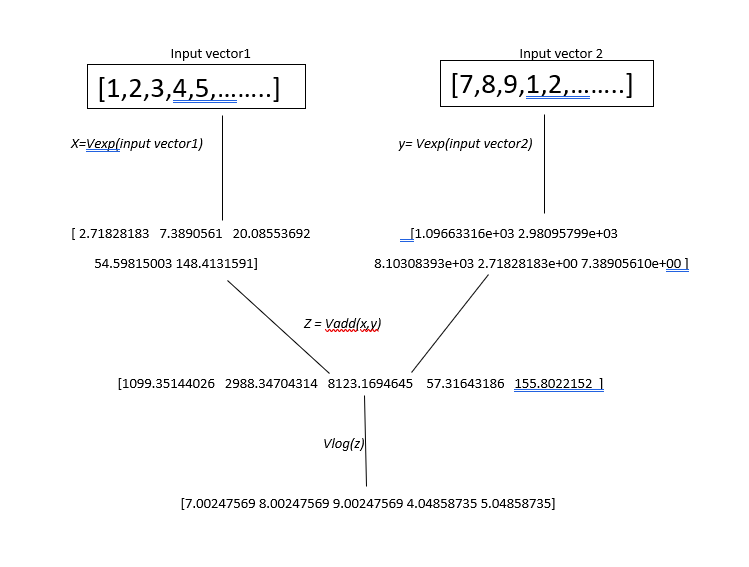 Input vector1 Input vector 2
[1,2,3,4,5,........] [7,8,9,1,2,........]
X=Vexp(input vector1) y= Vexp(input vector2)
[ 2.71828183 7.3890561 20.08553692 [1.09663316e+03 2.98095799e+03
54.59815003 148.4131591] 8.10308393e+03 2.71828183e+00 7.38905610e+00 ]
Z = Vadd(x,y)
[1099.35144026 2988.34704314 8123.1694645 57.31643186 155.8022152 ]
Vlog(z)
[7.00247569 8.00247569 9.00247569 4.04858735 5.04858735]